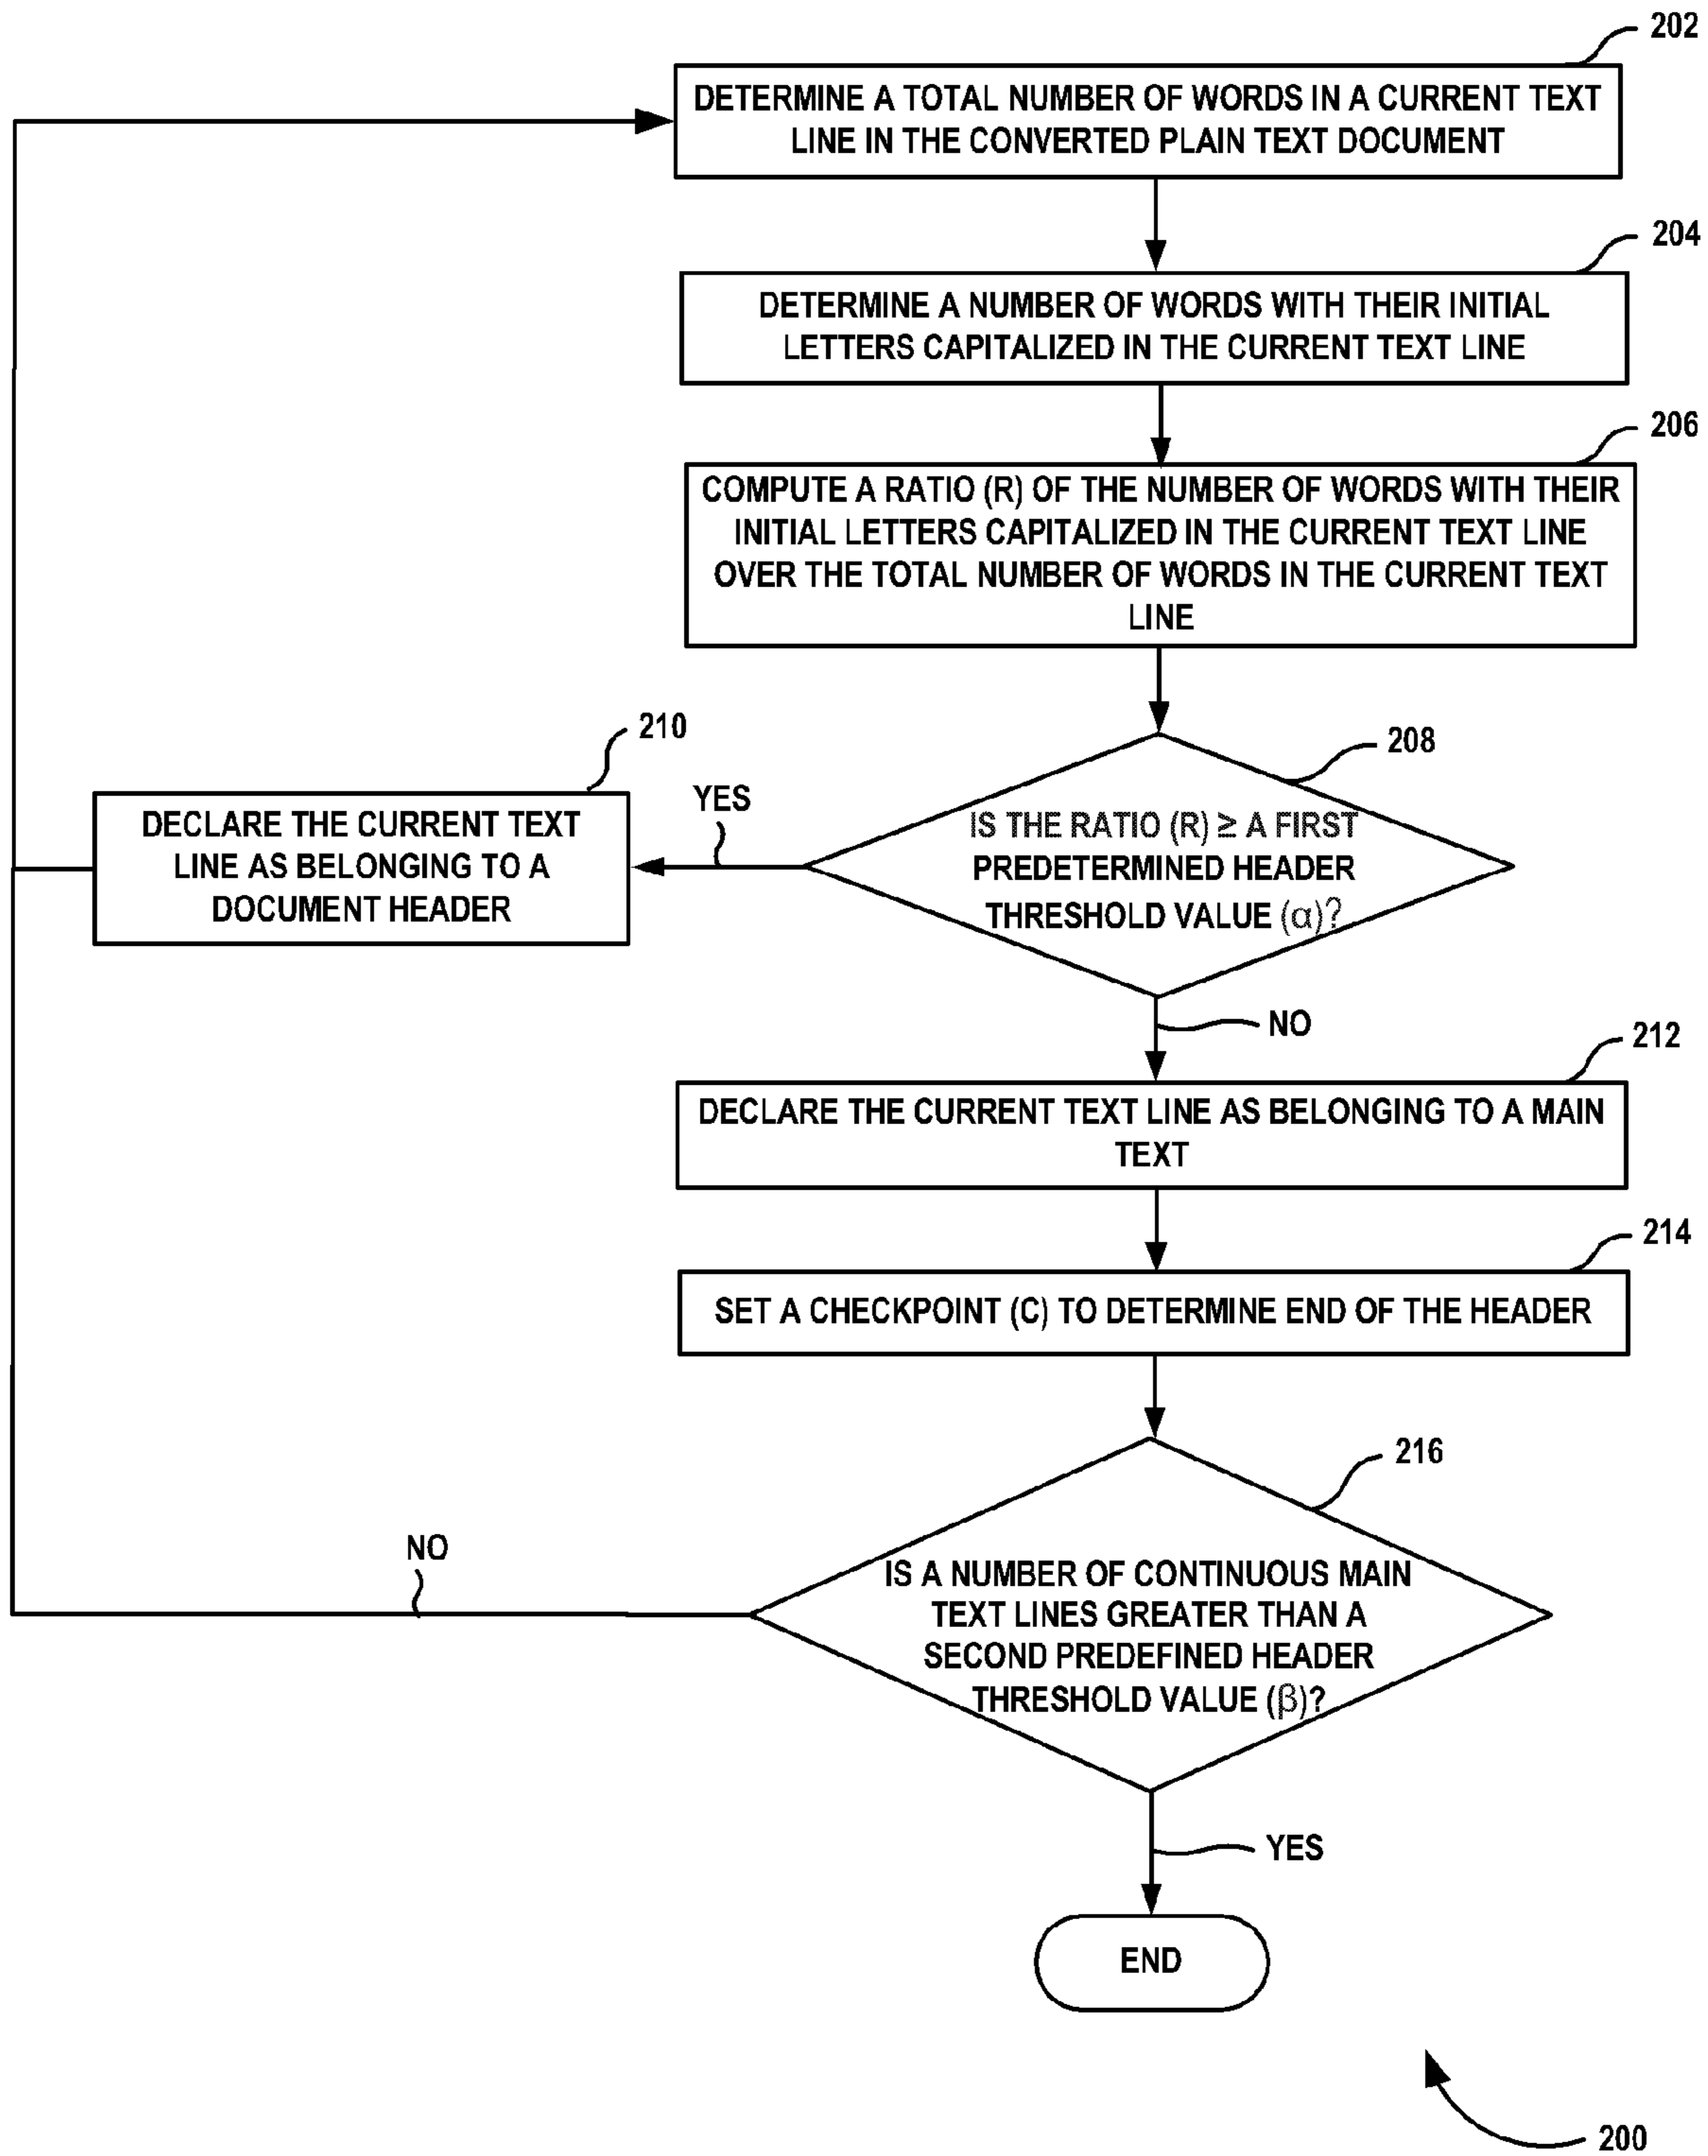 202
DETERMINE A TOTAL NUMBER OF WORDS IN A CURRENT TEXT
LINE IN THE CONVERTED PLAIN TEXT DOCUMENT
204
DETERMINE A NUMBER OF WORDS WITH THEIR INITIAL
LETTERS CAPITALIZED IN THE CURRENT TEXT LINE
206
COMPUTE A RATIO (R) OF THE NUMBER OF WORDS WITH THEIR
INITIAL LETTERS CAPITALIZED IN THE CURRENT TEXT LINE
OVER THE TOTAL NUMBER OF WORDS IN THE CURRENT TEXT
LINE
208
IS THE RATIO (R) ≥ A FIRST
PREDETERMINED HEADER
THRESHOLD VALUE (α)?
YES
210
DECLARE THE CURRENT TEXT
LINE AS BELONGING TO A
DOCUMENT HEADER
NO
212
DECLARE THE CURRENT TEXT LINE AS BELONGING TO A MAIN
TEXT
214
SET A CHECKPOINT (C) TO DETERMINE END OF THE HEADER
216
IS A NUMBER OF CONTINUOUS MAIN
TEXT LINES GREATER THAN A
SECOND PREDEFINED HEADER
THRESHOLD VALUE (β)?
NO
YES
END
200